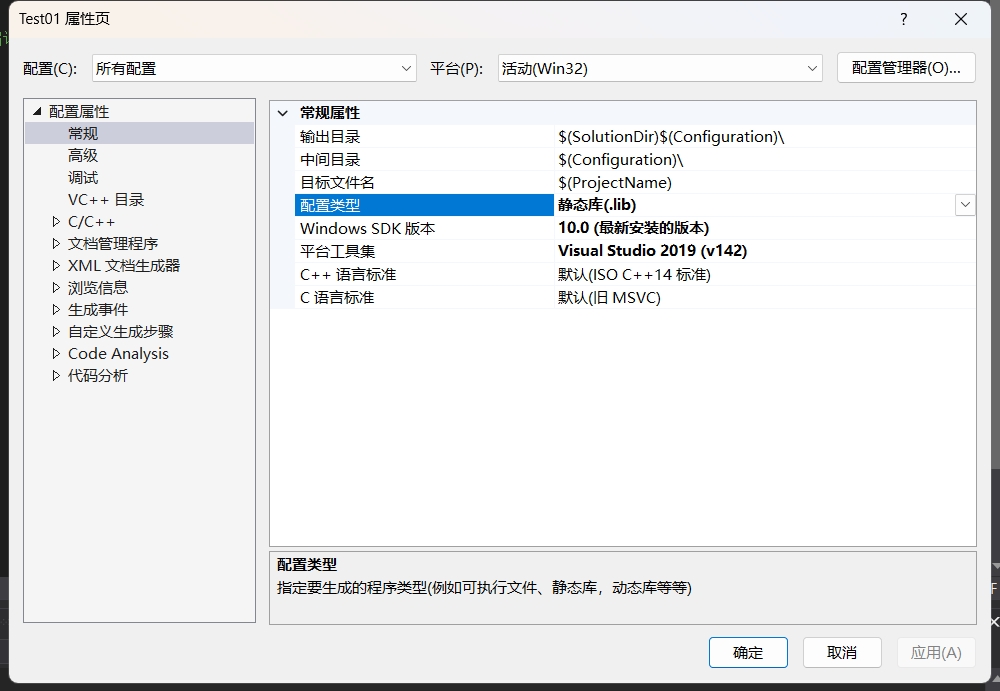 Test01 属性页
?
配置(C): 所有配置 平台(P): 活动(Win32) 配置管理器(O)...
配置属性
常规
高级
调试
VC++ 目录
C/C++
文档管理程序
XML 文档生成器
浏览信息
生成事件
自定义生成步骤
Code Analysis
代码分析
常规属性
输出目录 $(SolutionDir)$(Configuration)\
中间目录 $(Configuration)\
目标文件名 $(ProjectName)
配置类型 静态库(.lib)
Windows SDK 版本 10.0 (最新安装的版本)
平台工具集 Visual Studio 2019 (v142)
C++ 语言标准 默认(ISO C++14 标准)
C 语言标准 默认(旧 MSVC)
配置类型
指定要生成的程序类型(例如可执行文件、静态库，动态库等等)
确定 取消 应用(A)